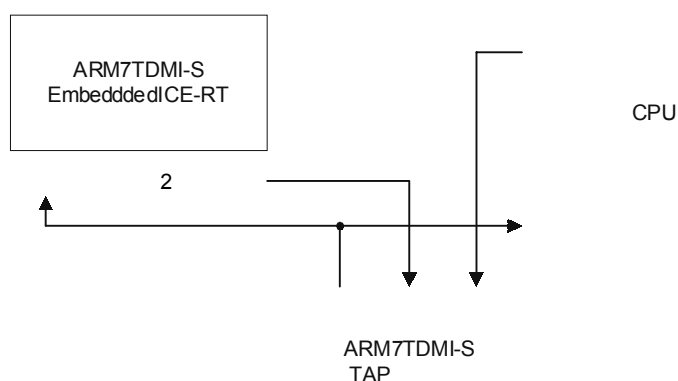 ARM7TDMI-S
EmbedddedICE-RT
CPU
2
ARM7TDMI-S
TAP